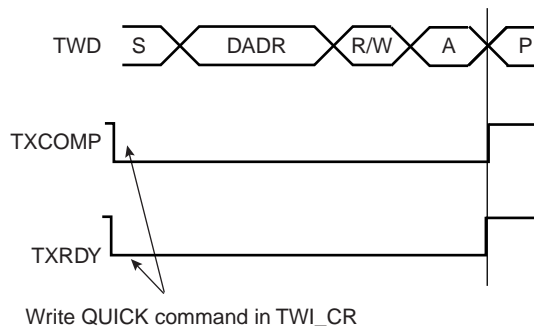 TWD S DADR R/W A P
TXCOMP
TXRDY
Write QUICK command in TWI_CR